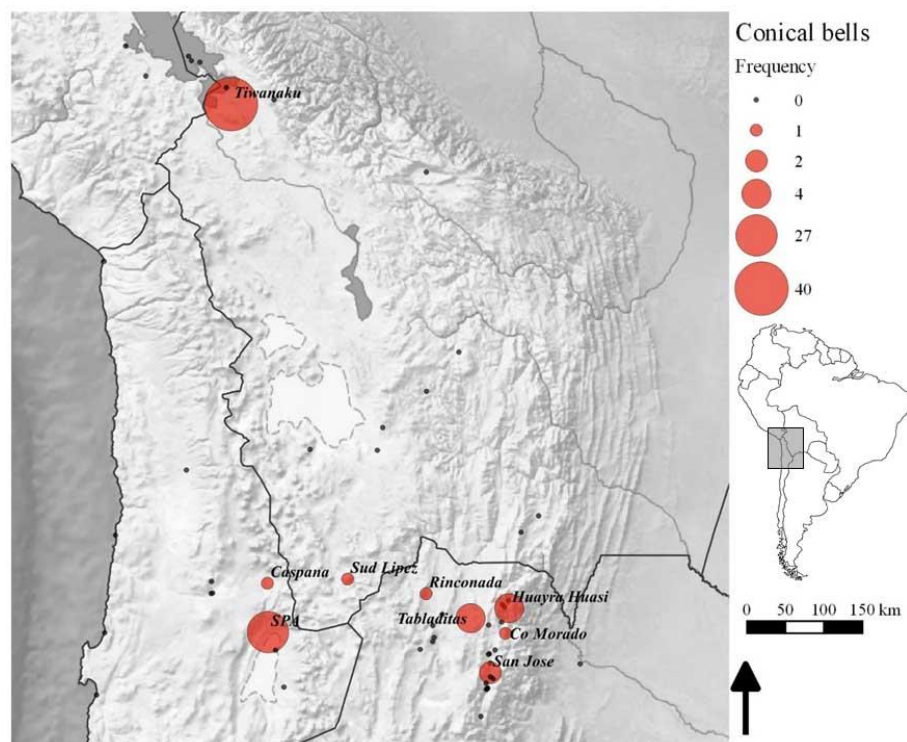 Conical bells
Frequency
0
1
2
4
27
40
Tiwanaku
Caspana
Sud Lipez
Rinconada
Huayra Huasi
SPA
Tabladitas
Co Morado
San Jose
0 50 100 150 km